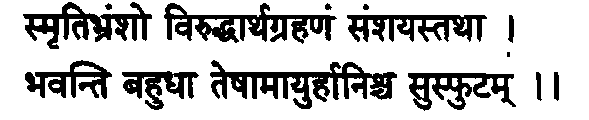 स्मृतिभ्रंशो विरुद्धार्थग्रहणं संशयस्तथा ।
भवन्ति बहुधा तेषामायुर्हानिश्च सुस्फुटम् ।।